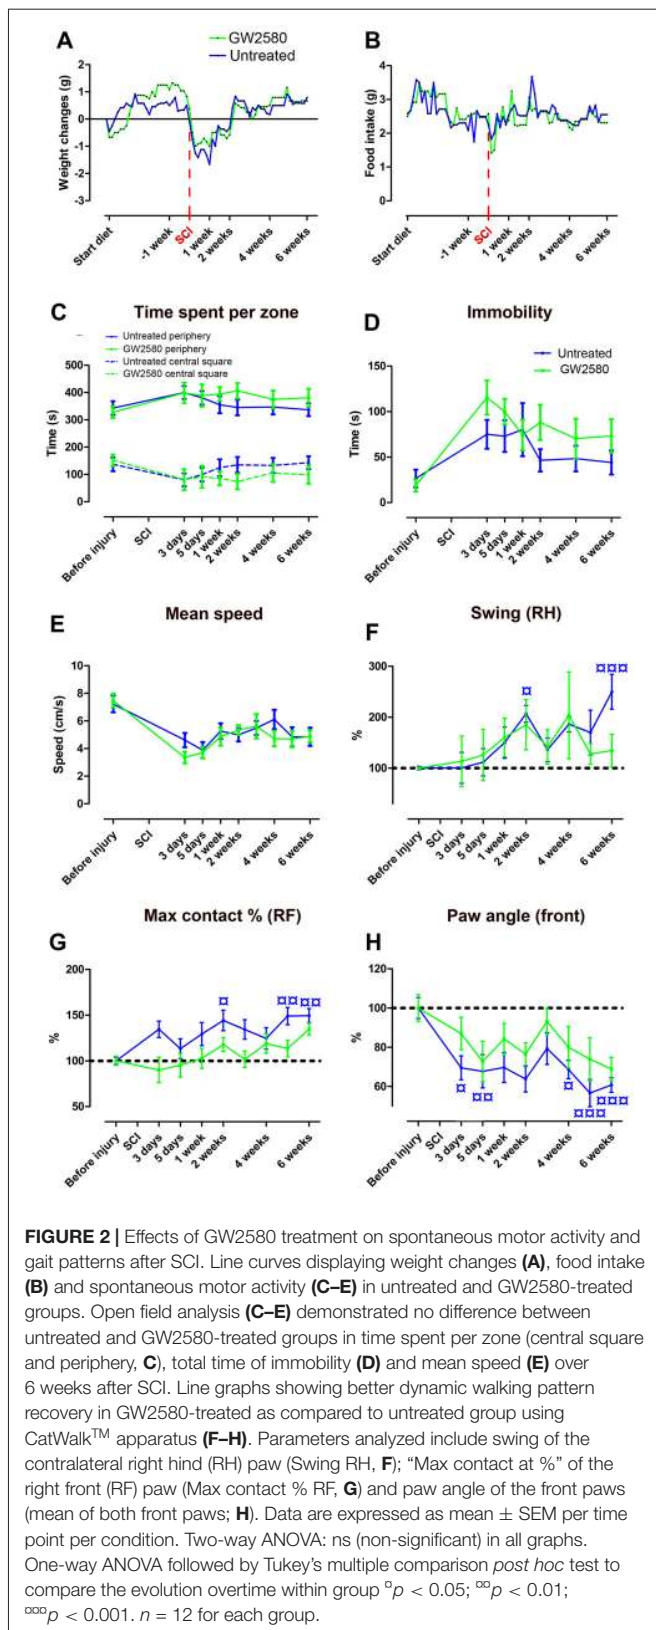 A
GW2580
Untreated
B
Weight changes (g)
3
2
1
0
-1
-2
-3
Start diet
-1 week
SCI
1 week
2 weeks
4 weeks
6 weeks
Food intake (g)
4
3
2
1
0
Start diet
-1 week
SCI
1 week
2 weeks
4 weeks
6 weeks
C
Time spent per zone
Untreated periphery
GW2580 periphery
Untreated central square
GW2580 central square
Time (s)
500
400
300
200
100
0
Before injury
SCI
3 days
5 days
1 week
2 weeks
4 weeks
6 weeks
D
Immobility
Untreated
GW2580
Time (s)
150
100
50
0
Before injury
SCI
3 days
5 days
1 week
2 weeks
4 weeks
6 weeks
E
Mean speed
Speed (cm/s)
10
8
6
4
2
0
Before injury
SCI
3 days
5 days
1 week
2 weeks
4 weeks
6 weeks
F
Swing (RH)
%
300
200
100
¤
¤¤¤
Before injury
SCI
3 days
5 days
1 week
2 weeks
4 weeks
6 weeks
G
Max contact % (RF)
%
200
150
100
50
¤
¤¤
¤¤
Before injury
SCI
3 days
5 days
1 week
2 weeks
4 weeks
6 weeks
H
Paw angle (front)
%
120
100
80
60
¤
¤¤
¤
¤¤¤
¤¤¤
Before injury
SCI
3 days
5 days
1 week
2 weeks
4 weeks
6 weeks
FIGURE 2 | Effects of GW2580 treatment on spontaneous motor activity and
gait patterns after SCI. Line curves displaying weight changes (A), food intake
(B) and spontaneous motor activity (C–E) in untreated and GW2580-treated
groups. Open field analysis (C–E) demonstrated no difference between
untreated and GW2580-treated groups in time spent per zone (central square
and periphery, C), total time of immobility (D) and mean speed (E) over
6 weeks after SCI. Line graphs showing better dynamic walking pattern
recovery in GW2580-treated as compared to untreated group using
CatWalk™ apparatus (F–H). Parameters analyzed include swing of the
contralateral right hind (RH) paw (Swing RH, F); “Max contact at %” of the
right front (RF) paw (Max contact % RF, G) and paw angle of the front paws
(mean of both front paws; H). Data are expressed as mean ± SEM per time
point per condition. Two-way ANOVA: ns (non-significant) in all graphs.
One-way ANOVA followed by Tukey’s multiple comparison post hoc test to
compare the evolution overtime within group ¤p < 0.05; ¤¤p < 0.01;
¤¤¤p < 0.001. n = 12 for each group.